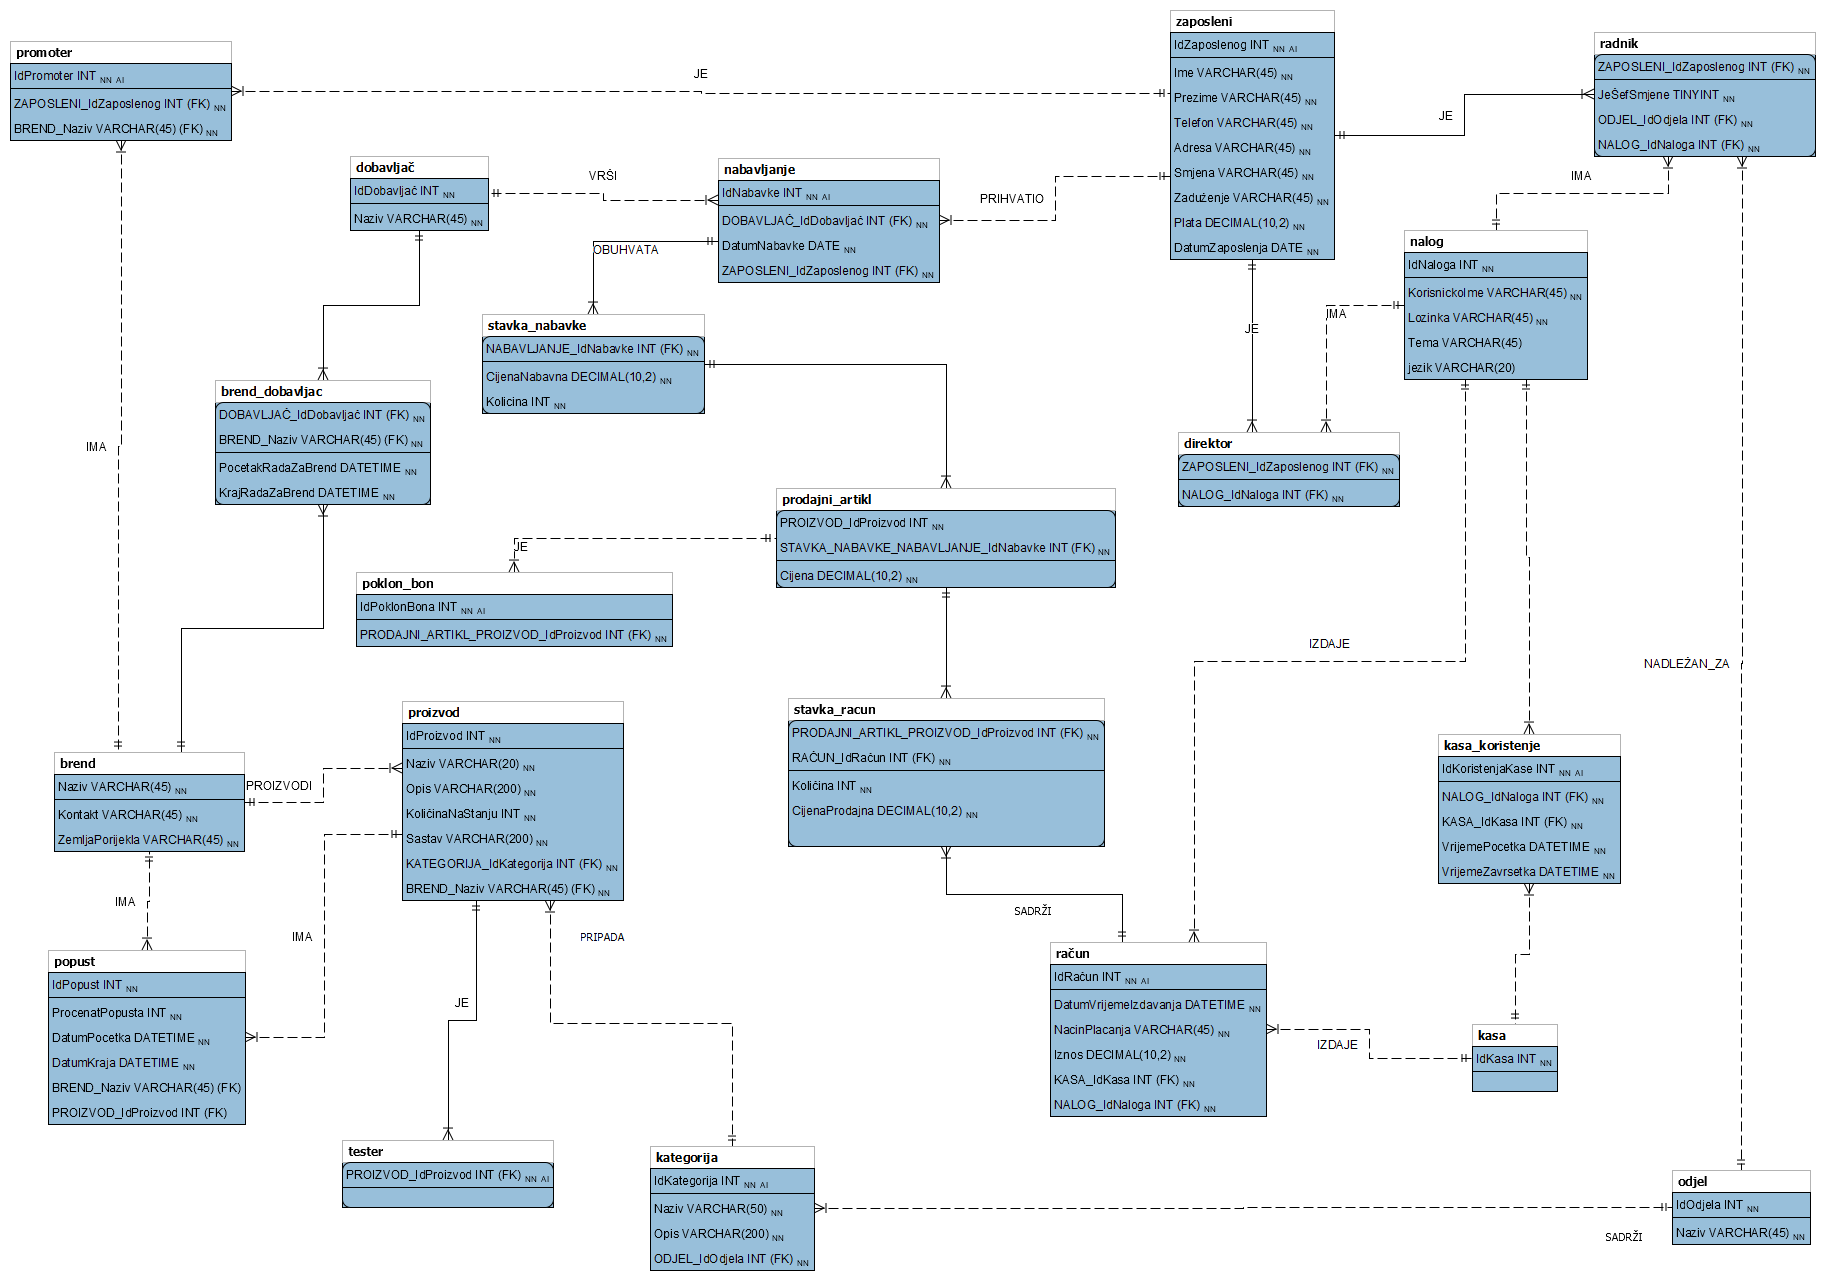 promoter
IdPromoter INT NN AI
ZAPOSLENI_IdZaposlenog INT (FK) NN
BREND_Naziv VARCHAR(45) (FK) NN
JE
zaposleni
IdZaposlenog INT NN AI
Ime VARCHAR(45) NN
Prezime VARCHAR(45) NN
Telefon VARCHAR(45) NN
Adresa VARCHAR(45) NN
Smjena VARCHAR(45) NN
Zaduženje VARCHAR(45) NN
Plata DECIMAL(10,2) NN
DatumZaposlenja DATE NN
JE
radnik
ZAPOSLENI_IdZaposlenog INT (FK) NN
JeŠefSmjene TINYINT NN
ODJEL_IdOdjela INT (FK) NN
NALOG_IdNaloga INT (FK) NN
dobavljač
IdDobavljač INT NN
Naziv VARCHAR(45) NN
VRŠI
nabavljanje
IdNabavke INT NN AI
DOBAVLJAČ_IdDobavljač INT (FK) NN
DatumNabavke DATE NN
ZAPOSLENI_IdZaposlenog INT (FK) NN
PRIHVATIO
IMA
OBUHVATA
nalog
IdNaloga INT NN
KorisnickoIme VARCHAR(45) NN
Lozinka VARCHAR(45) NN
Tema VARCHAR(45)
jezik VARCHAR(20)
stavka_nabavke
NABAVLJANJE_IdNabavke INT (FK) NN
CijenaNabavna DECIMAL(10,2) NN
Kolicina INT NN
JE
IMA
brend_dobavljac
DOBAVLJAČ_IdDobavljač INT (FK) NN
BREND_Naziv VARCHAR(45) (FK) NN
PocetakRadaZaBrend DATETIME NN
KrajRadaZaBrend DATETIME NN
IMA
direktor
ZAPOSLENI_IdZaposlenog INT (FK) NN
NALOG_IdNaloga INT (FK) NN
prodajni_artikl
PROIZVOD_IdProizvod INT NN
STAVKA_NABAVKE_NABAVLJANJE_IdNabavke INT (FK) NN
Cijena DECIMAL(10,2) NN
JE
poklon_bon
IdPoklonBona INT NN AI
PRODAJNI_ARTIKL_PROIZVOD_IdProizvod INT (FK) NN
IZDAJE
NADLEŽAN_ZA
proizvod
IdProizvod INT NN
Naziv VARCHAR(20) NN
Opis VARCHAR(200) NN
KoličinaNaStanju INT NN
Sastav VARCHAR(200) NN
KATEGORIJA_IdKategorija INT (FK) NN
BREND_Naziv VARCHAR(45) (FK) NN
stavka_racun
PRODAJNI_ARTIKL_PROIZVOD_IdProizvod INT (FK) NN
RAČUN_IdRačun INT (FK) NN
Količina INT NN
CijenaProdajna DECIMAL(10,2) NN
kasa_koristenje
IdKoristenjaKase INT NN AI
NALOG_IdNaloga INT (FK) NN
KASA_IdKasa INT (FK) NN
VrijemePocetka DATETIME NN
VrijemeZavrsetka DATETIME NN
brend
Naziv VARCHAR(45) NN
Kontakt VARCHAR(45) NN
ZemljaPorijekla VARCHAR(45) NN
PROIZVODI
IMA
IMA
PRIPADA
SADRŽI
popust
IdPopust INT NN
ProcenatPopusta INT NN
DatumPocetka DATETIME NN
DatumKraja DATETIME NN
BREND_Naziv VARCHAR(45) (FK)
PROIZVOD_IdProizvod INT (FK)
JE
račun
IdRačun INT NN AI
DatumVrijemeIzdavanja DATETIME NN
NacinPlacanja VARCHAR(45) NN
Iznos DECIMAL(10,2) NN
KASA_IdKasa INT (FK) NN
NALOG_IdNaloga INT (FK) NN
IZDAJE
kasa
IdKasa INT NN
tester
PROIZVOD_IdProizvod INT (FK) NN AI
kategorija
IdKategorija INT NN AI
Naziv VARCHAR(50) NN
Opis VARCHAR(200) NN
ODJEL_IdOdjela INT (FK) NN
SADRŽI
odjel
IdOdjela INT NN
Naziv VARCHAR(45) NN